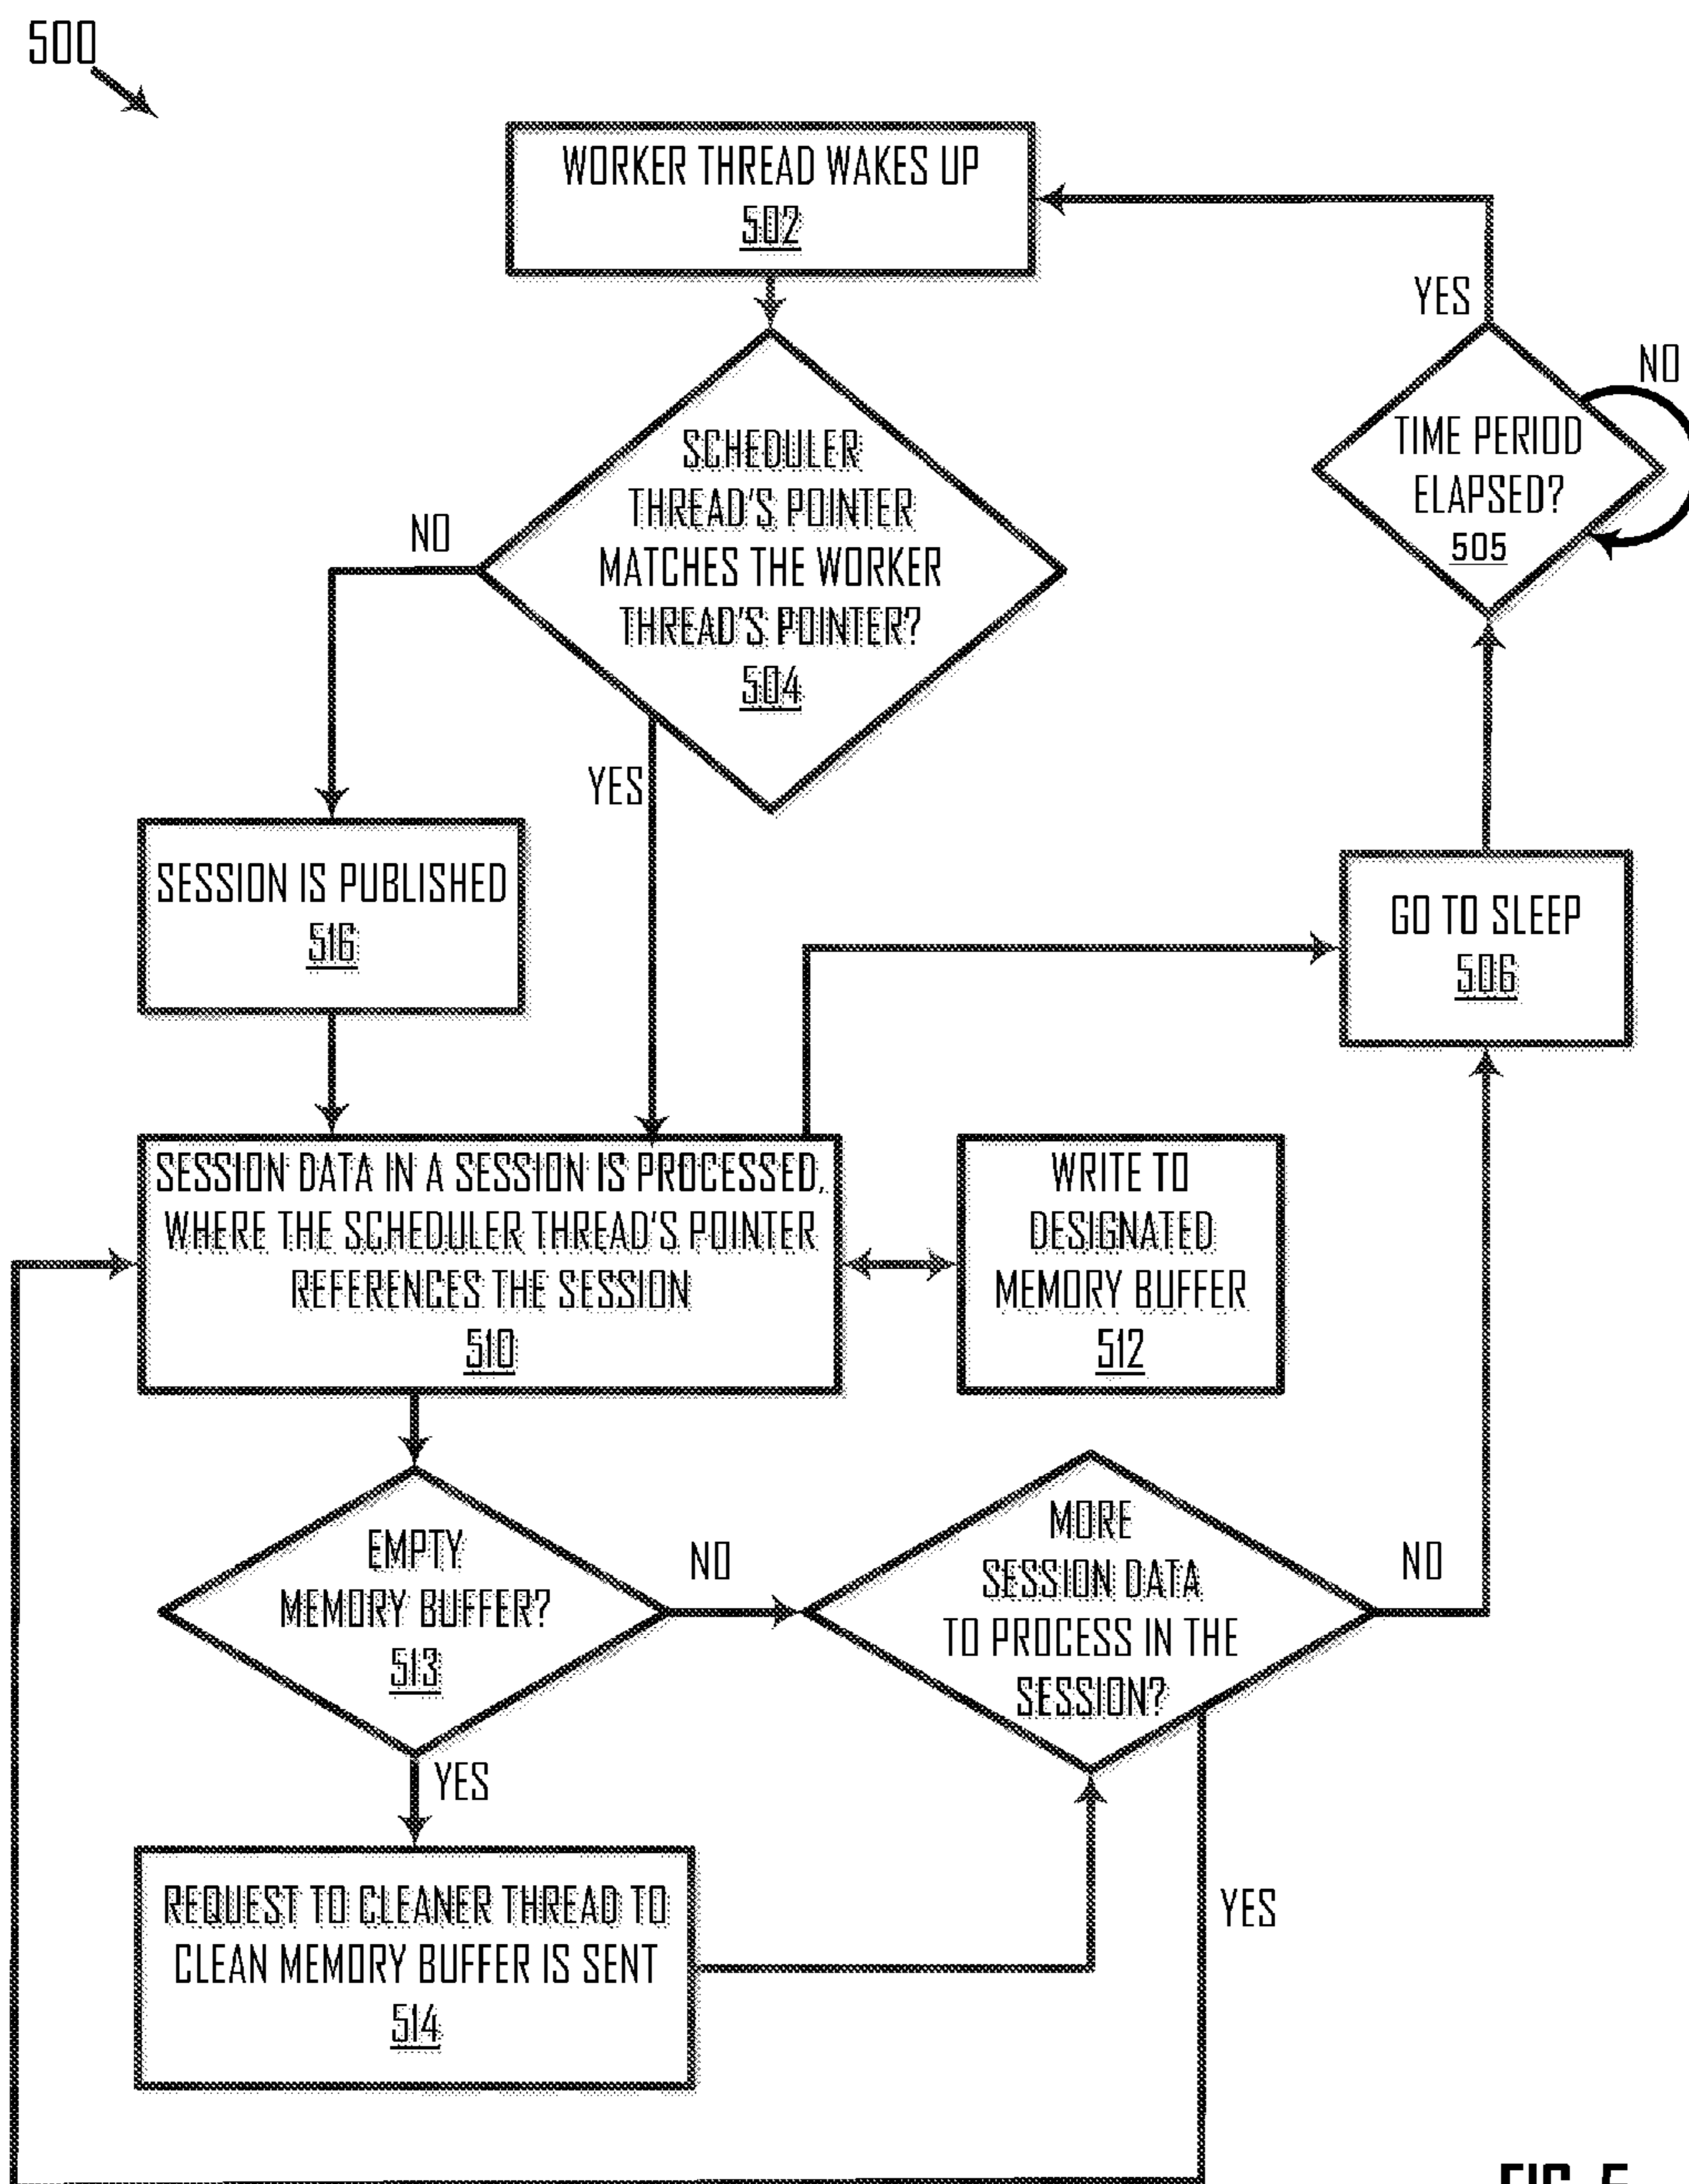 500
WORKER THREAD WAKES UP
502
YES
NO
TIME PERIOD
ELAPSED?
505
SCHEDULER
THREAD'S POINTER
MATCHES THE WORKER
THREAD'S POINTER?
504
NO
YES
SESSION IS PUBLISHED
516
GO TO SLEEP
506
SESSION DATA IN A SESSION IS PROCESSED,
WHERE THE SCHEDULER THREAD'S POINTER
REFERENCES THE SESSION
510
WRITE TO
DESIGNATED
MEMORY BUFFER
512
EMPTY
MEMORY BUFFER?
513
NO
MORE
SESSION DATA
TO PROCESS IN THE
SESSION?
NO
YES
REQUEST TO CLEANER THREAD TO
CLEAN MEMORY BUFFER IS SENT
514
YES
FIG. 5